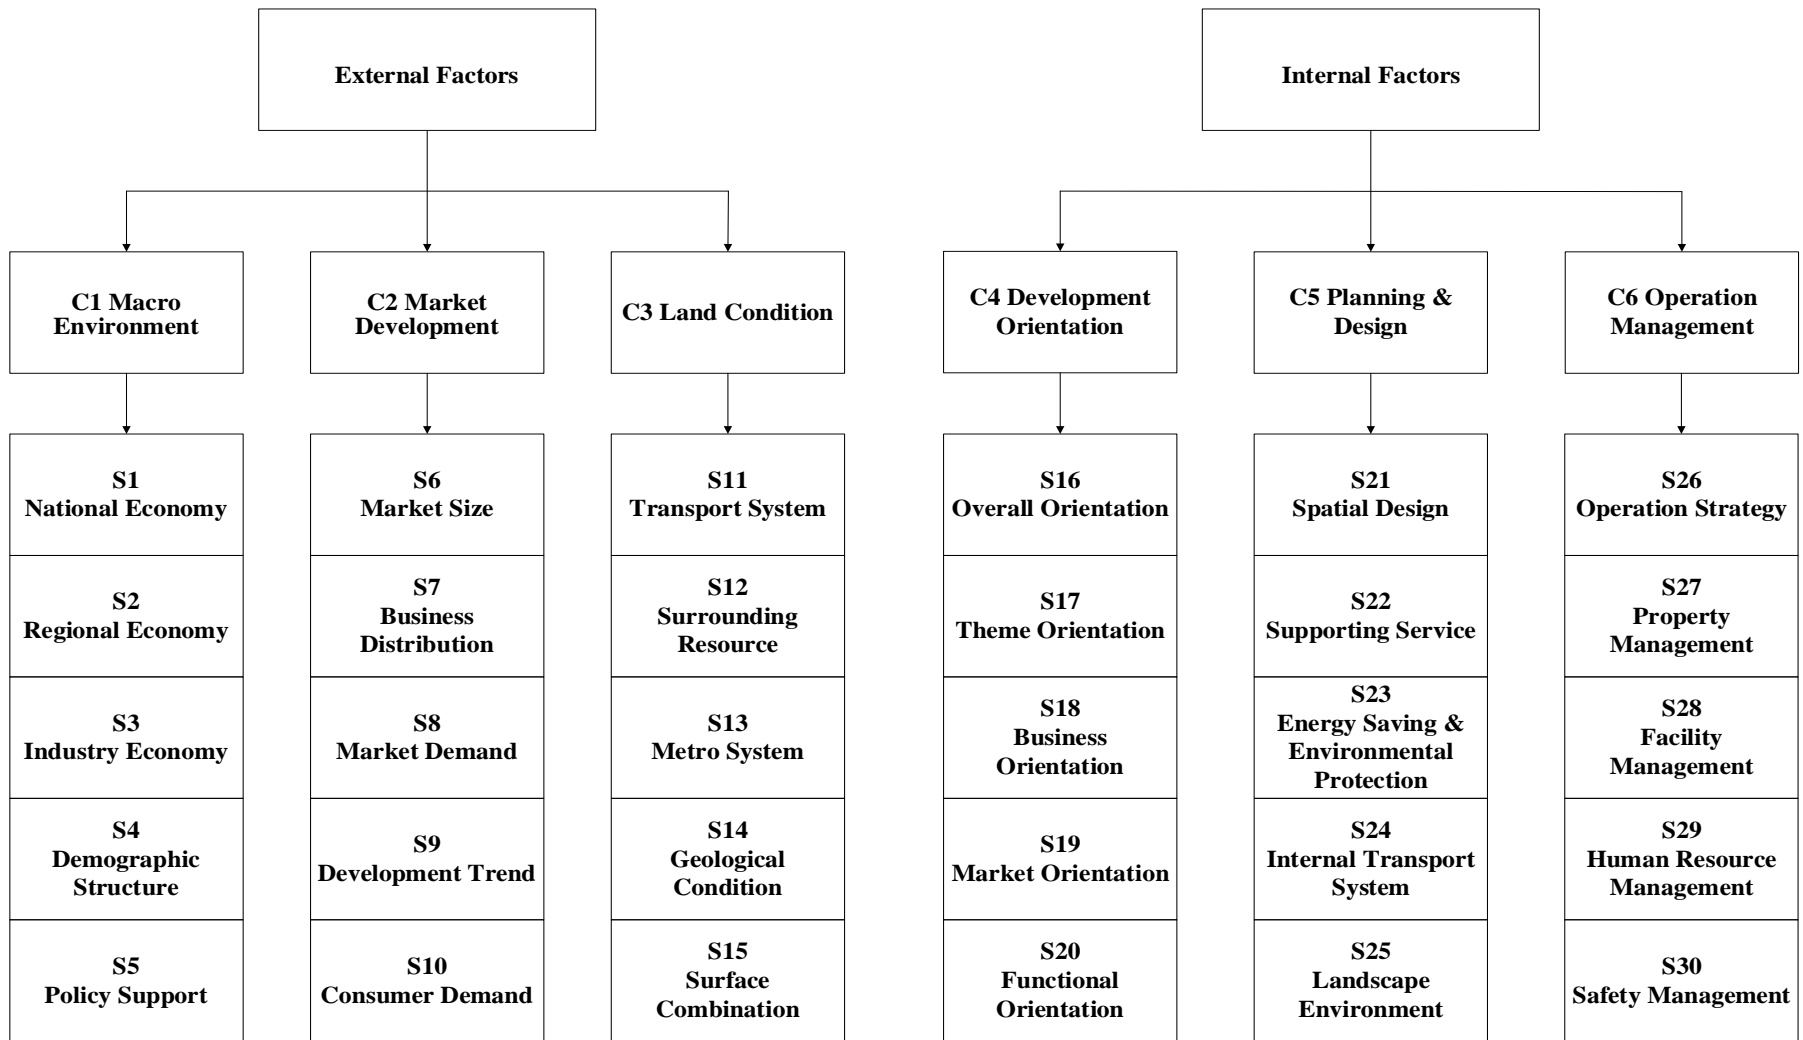 External Factors
Internal Factors
C1 Macro
Environment
C2 Market
Development
C3 Land Condition
C4 Development
Orientation
C5 Planning &
Design
C6 Operation
Management
S1
National Economy
S2
Regional Economy
S3
Industry Economy
S4
Demographic
Structure
S5
Policy Support
S6
Market Size
S7
Business
Distribution
S8
Market Demand
S9
Development Trend
S10
Consumer Demand
S11
Transport System
S12
Surrounding
Resource
S13
Metro System
S14
Geological
Condition
S15
Surface
Combination
S16
Overall Orientation
S17
Theme Orientation
S18
Business
Orientation
S19
Market Orientation
S20
Functional
Orientation
S21
Spatial Design
S22
Supporting Service
S23
Energy Saving &
Environmental
Protection
S24
Internal Transport
System
S25
Landscape
Environment
S26
Operation Strategy
S27
Property
Management
S28
Facility
Management
S29
Human Resource
Management
S30
Safety Management